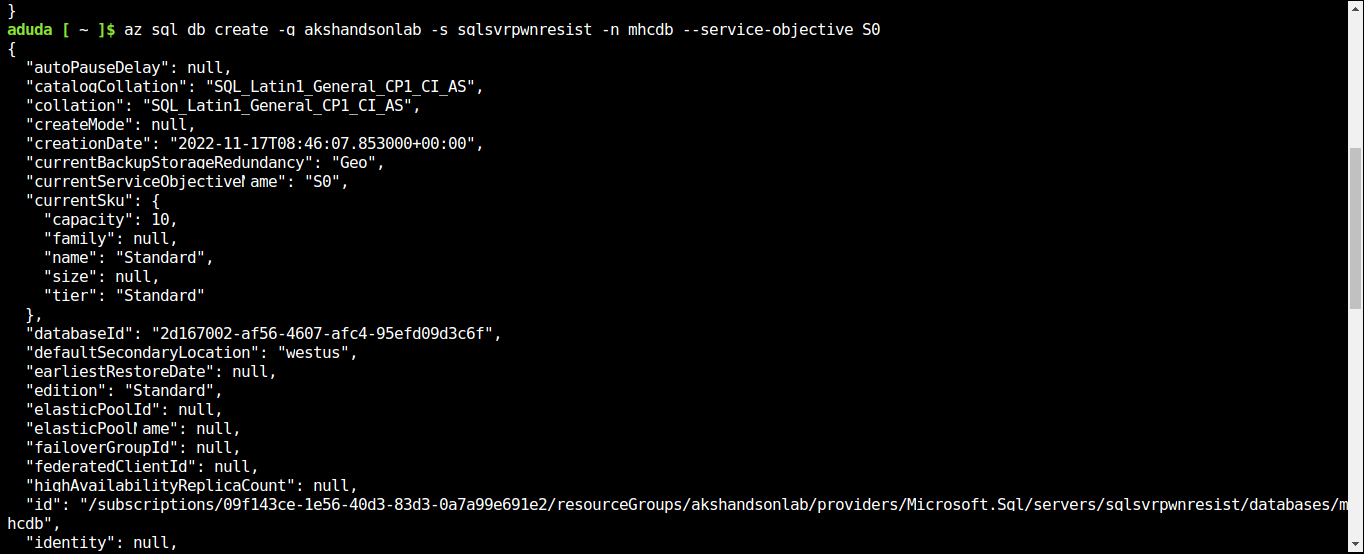 }
aduda [ ~ ]$ az sql db create -g akshandsonlab -s sqlsvrpwnresist -n mhcdb --service-objective S0
{
  "autoPauseDelay": null,
  "catalogCollation": "SQL_Latin1_General_CP1_CI_AS",
  "collation": "SQL_Latin1_General_CP1_CI_AS",
  "createMode": null,
  "creationDate": "2022-11-17T08:46:07.853000+00:00",
  "currentBackupStorageRedundancy": "Geo",
  "currentServiceObjectiveName": "S0",
  "currentSku": {
    "capacity": 10,
    "family": null,
    "name": "Standard",
    "size": null,
    "tier": "Standard"
  },
  "databaseId": "2d167002-af56-4607-afc4-95efd09d3c6f",
  "defaultSecondaryLocation": "westus",
  "earliestRestoreDate": null,
  "edition": "Standard",
  "elasticPoolId": null,
  "elasticPoolName": null,
  "failoverGroupId": null,
  "federatedClientId": null,
  "highAvailabilityReplicaCount": null,
  "id": "/subscriptions/09f143ce-1e56-40d3-83d3-0a7a99e691e2/resourceGroups/akshandsonlab/providers/Microsoft.Sql/servers/sqlsvrpwnresist/databases/m
hcdb",
  "identity": null,